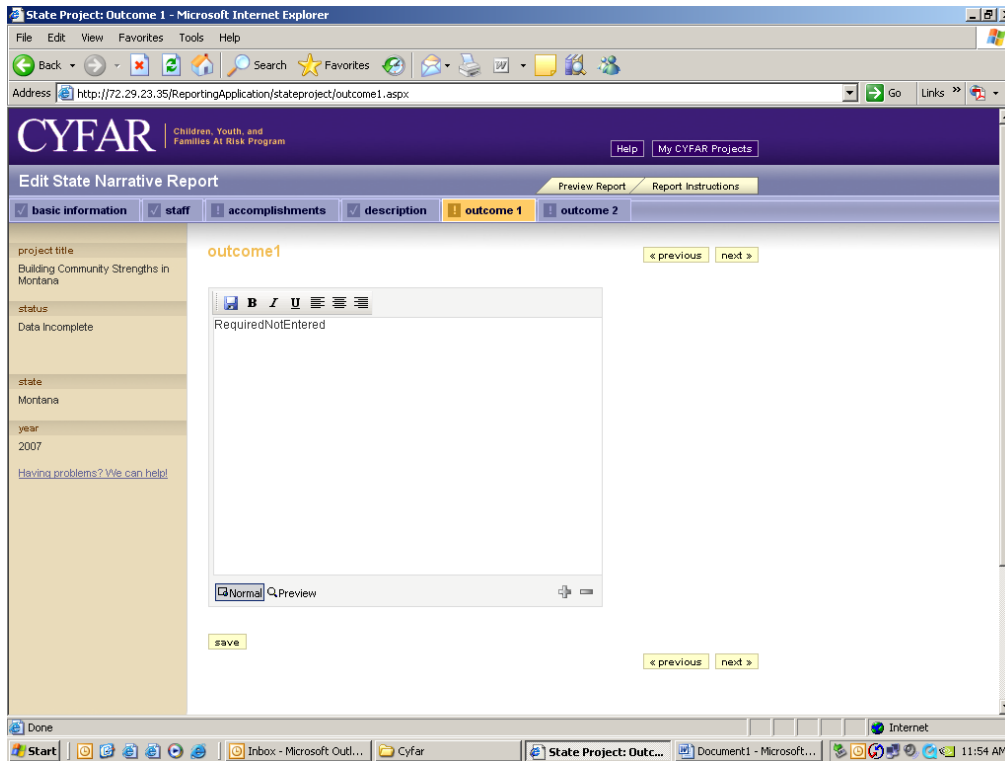 State Project: Outcome 1 - Microsoft Internet Explorer
File Edit View Favorites Tools Help
Back Search Favorites
Address http://72.29.23.35/ReportingApplication/stateproject/outcome1.aspx Go Links »
CYFAR Children, Youth, and
Families At Risk Program
Help My CYFAR Projects
Edit State Narrative Report
Preview Report Report Instructions
basic information staff ! accomplishments description ! outcome 1 ! outcome 2
project title
Building Community Strengths in
Montana
status
Data Incomplete
state
Montana
year
2007
Having problems? We can help!
outcome1
« previous next »
B I U
RequiredNotEntered
Normal Preview
save
« previous next »
Done Internet
Start Inbox - Microsoft Outl... Cyfar State Project: Outc... Document1 - Microsoft... 11:54 AM